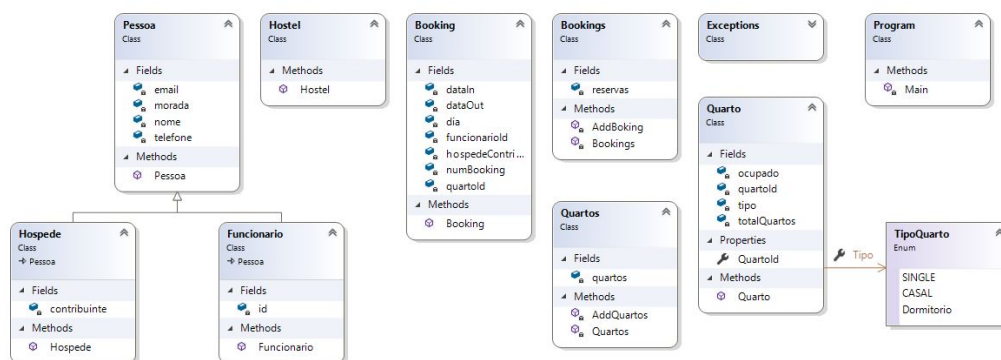 Pessoa
Class
Fields
email
morada
nome
telefone
Methods
Pessoa
Hostel
Class
Methods
Hostel
Booking
Class
Fields
dataIn
dataOut
dia
funcionarioId
hospedeContri...
numBooking
quartoId
Methods
Booking
Bookings
Class
Fields
reservas
Methods
AddBoking
Bookings
Exceptions
Class
Program
Class
Methods
Main
Quarto
Class
Fields
ocupado
quartoId
tipo
totalQuartos
Properties
QuartoId
Methods
Quarto
Hospede
Class
Pessoa
Fields
contribuinte
Methods
Hospede
Funcionario
Class
Pessoa
Fields
id
Methods
Funcionario
Quartos
Class
Fields
quartos
Methods
AddQuartos
Quartos
Tipo
TipoQuarto
Enum
SINGLE
CASAL
Dormitorio